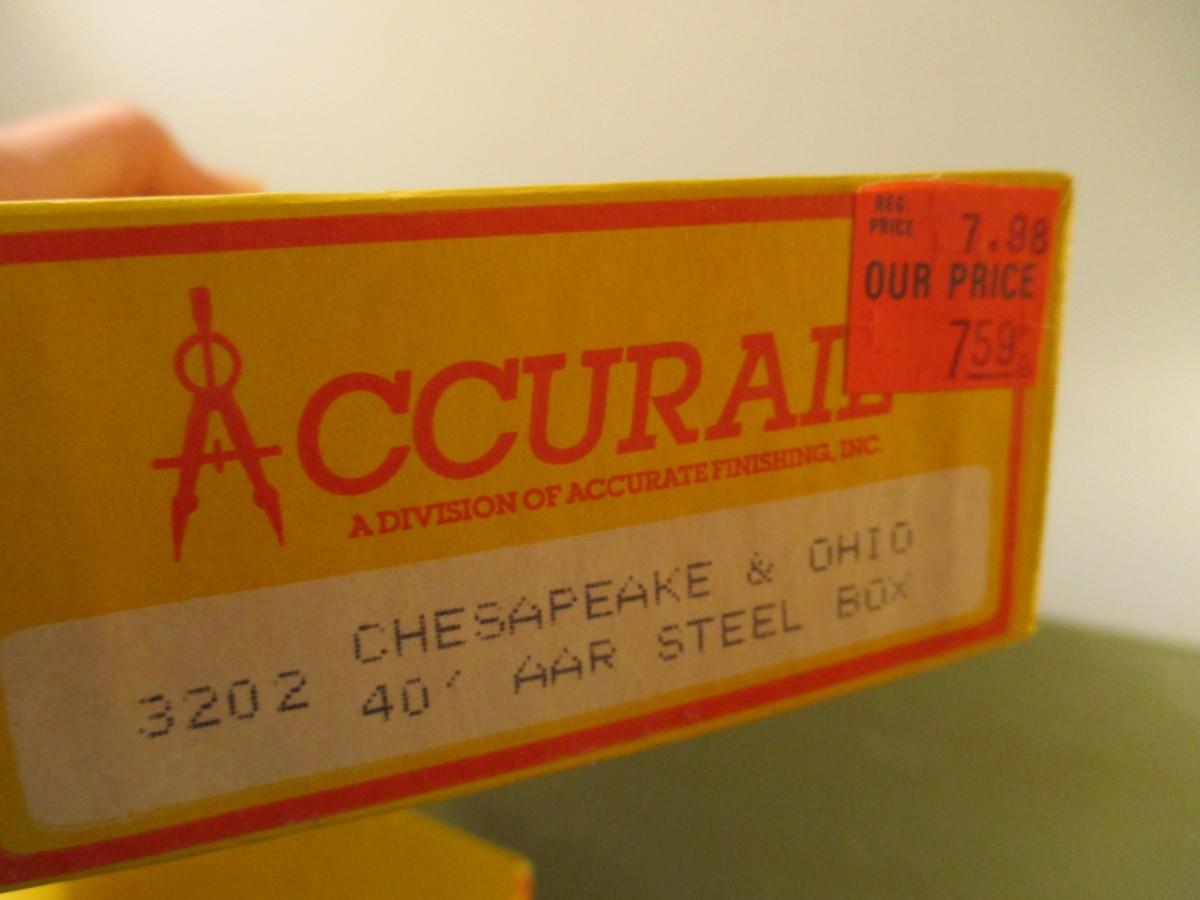 REG.
PRICE 7.98
OUR PRICE
7 59
ACCURAIL
A DIVISION OF ACCURATE FINISHING, INC.
CHESAPEAKE & OHIO
3202 40' AAR STEEL BOX